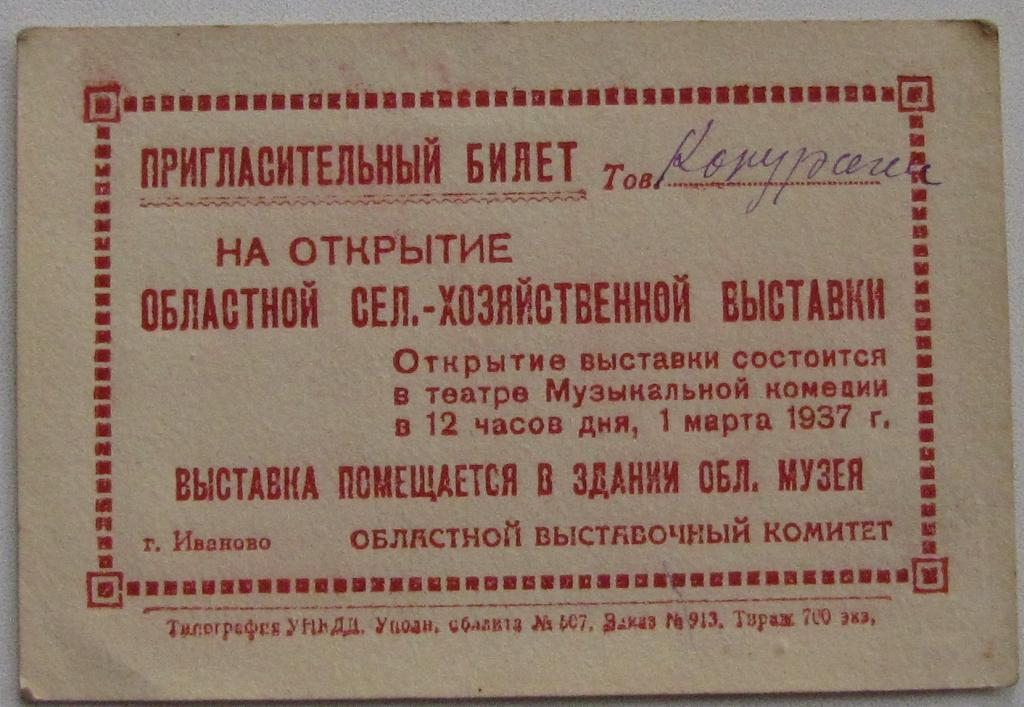 ПРИГЛАСИТЕЛЬНЫЙ БИЛЕТ Тов.
НА ОТКРЫТИЕ
ОБЛАСТНОЙ СЕЛ.-ХОЗЯЙСТВЕННОЙ ВЫСТАВКИ
Открытие выставки состоится
в театре Музыкальной комедии
в 12 часов дня, 1 марта 1937 г.
ВЫСТАВКА ПОМЕЩАЕТСЯ В ЗДАНИИ ОБЛ. МУЗЕЯ
г. Иваново ОБЛАСТНОЙ ВЫСТАВОЧНЫЙ КОМИТЕТ
Типография УНКВД. Уполн. обллита № 507. Заказ № 913. Тираж 700 экз.